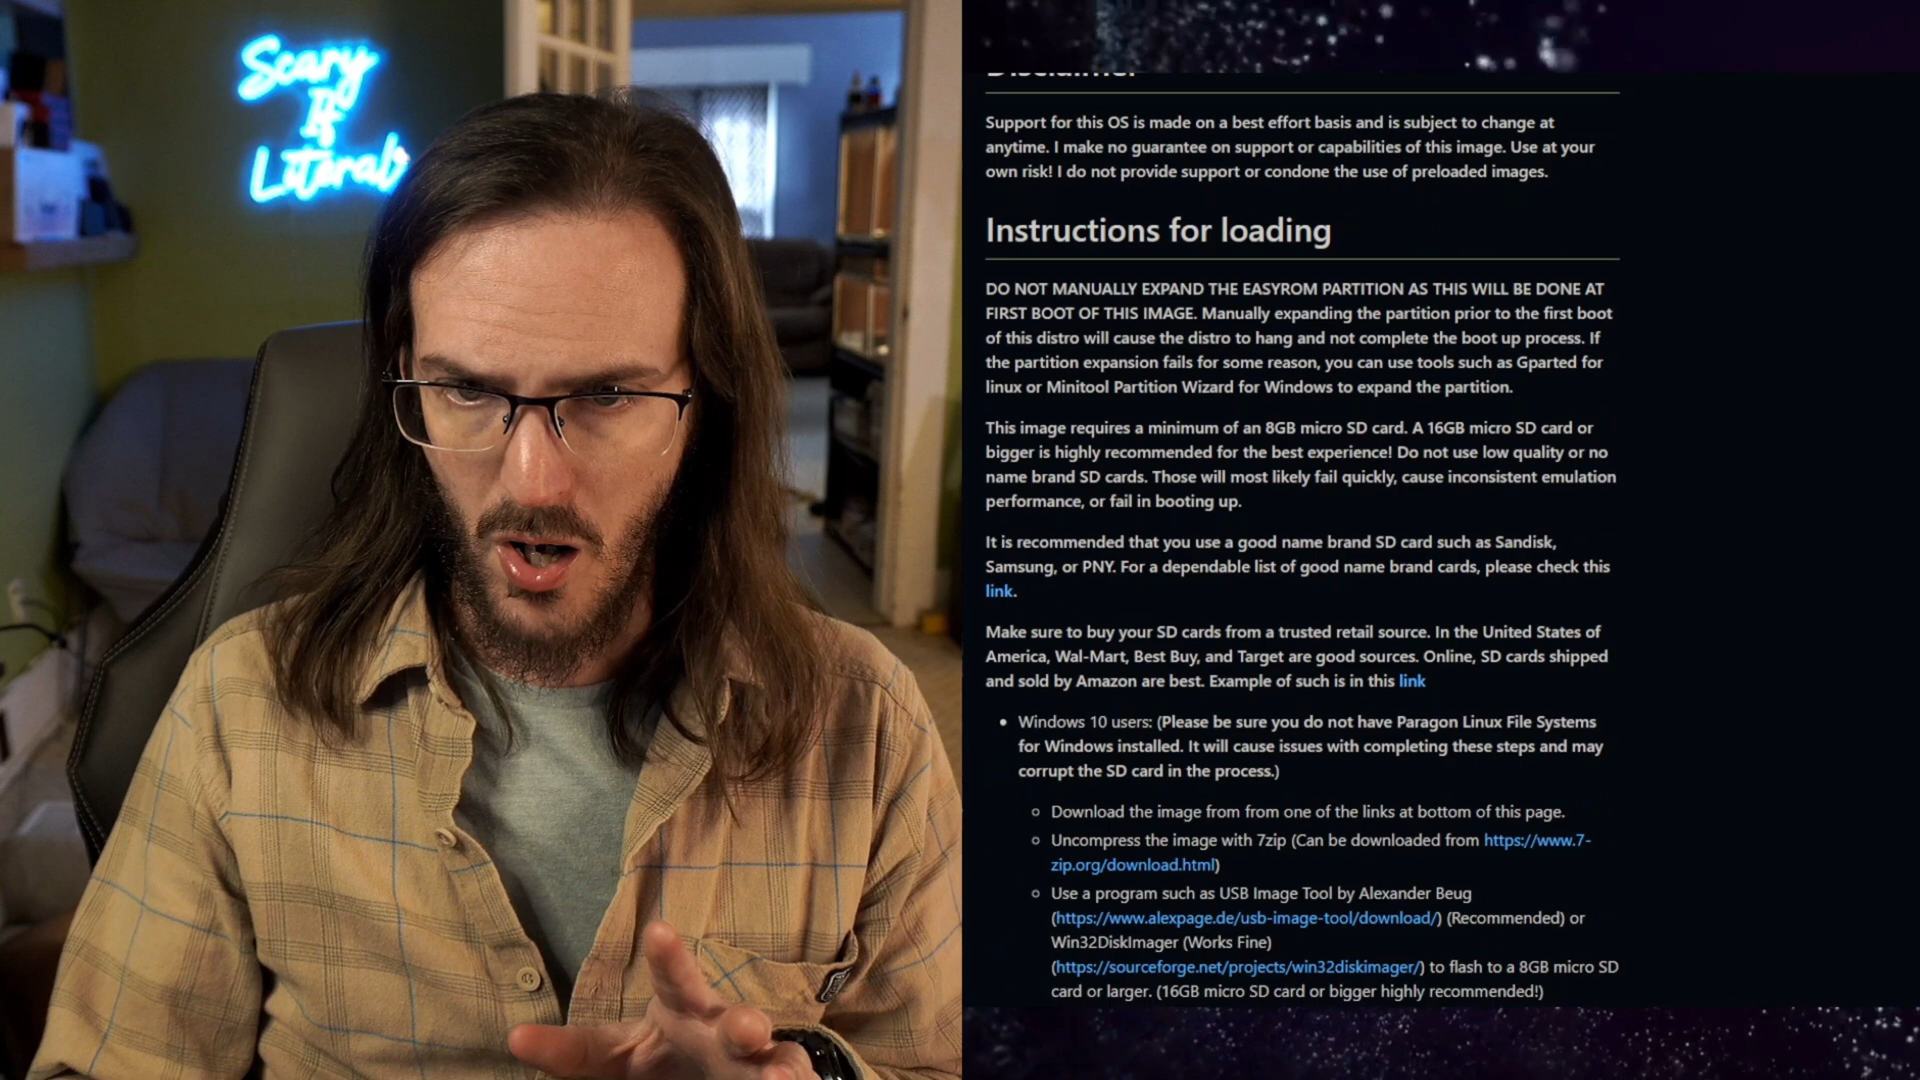 Scary
If
Literal
Disclaimer
Support for this OS is made on a best effort basis and is subject to change at
anytime. I make no guarantee on support or capabilities of this image. Use at your
own risk! I do not provide support or condone the use of preloaded images.
Instructions for loading
DO NOT MANUALLY EXPAND THE EASYROM PARTITION AS THIS WILL BE DONE AT
FIRST BOOT OF THIS IMAGE. Manually expanding the partition prior to the first boot
of this distro will cause the distro to hang and not complete the boot up process. If
the partition expansion fails for some reason, you can use tools such as Gparted for
linux or Minitool Partition Wizard for Windows to expand the partition.
This image requires a minimum of an 8GB micro SD card. A 16GB micro SD card or
bigger is highly recommended for the best experience! Do not use low quality or no
name brand SD cards. Those will most likely fail quickly, cause inconsistent emulation
performance, or fail in booting up.
It is recommended that you use a good name brand SD card such as Sandisk,
Samsung, or PNY. For a dependable list of good name brand cards, please check this
link.
Make sure to buy your SD cards from a trusted retail source. In the United States of
America, Wal-Mart, Best Buy, and Target are good sources. Online, SD cards shipped
and sold by Amazon are best. Example of such is in this link
• Windows 10 users: (Please be sure you do not have Paragon Linux File Systems
for Windows installed. It will cause issues with completing these steps and may
corrupt the SD card in the process.)
○ Download the image from from one of the links at bottom of this page.
○ Uncompress the image with 7zip (Can be downloaded from https://www.7-
zip.org/download.html)
○ Use a program such as USB Image Tool by Alexander Beug
(https://www.alexpage.de/usb-image-tool/download/) (Recommended) or
Win32DiskImager (Works Fine)
(https://sourceforge.net/projects/win32diskimager/) to flash to a 8GB micro SD
card or larger. (16GB micro SD card or bigger highly recommended!)